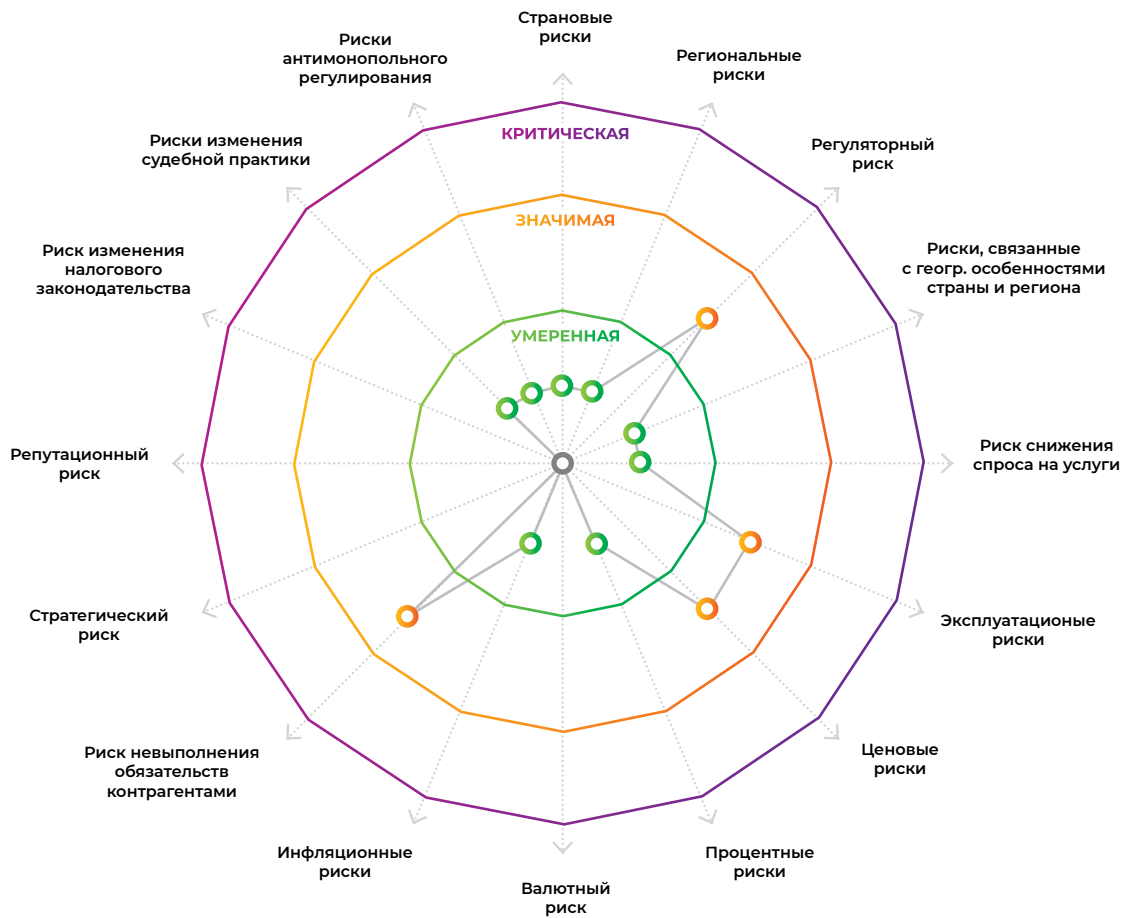 Страновые
риски
Региональные
риски
Регуляторный
риск
Риски, связанные
с геогр. особенностями
страны и региона
Риск снижения
спроса на услуги
Эксплуатационые
риски
Ценовые
риски
Процентные
риски
Валютный
риск
Инфляционные
риски
Риск невыполнения
обязательств
контрагентами
Стратегический
риск
Репутационный
риск
Риск изменения
налогового
законодательства
Риски изменения
судебной практики
Риски
антимонопольного
регулирования
КРИТИЧЕСКАЯ
ЗНАЧИМАЯ
УМЕРЕННАЯ